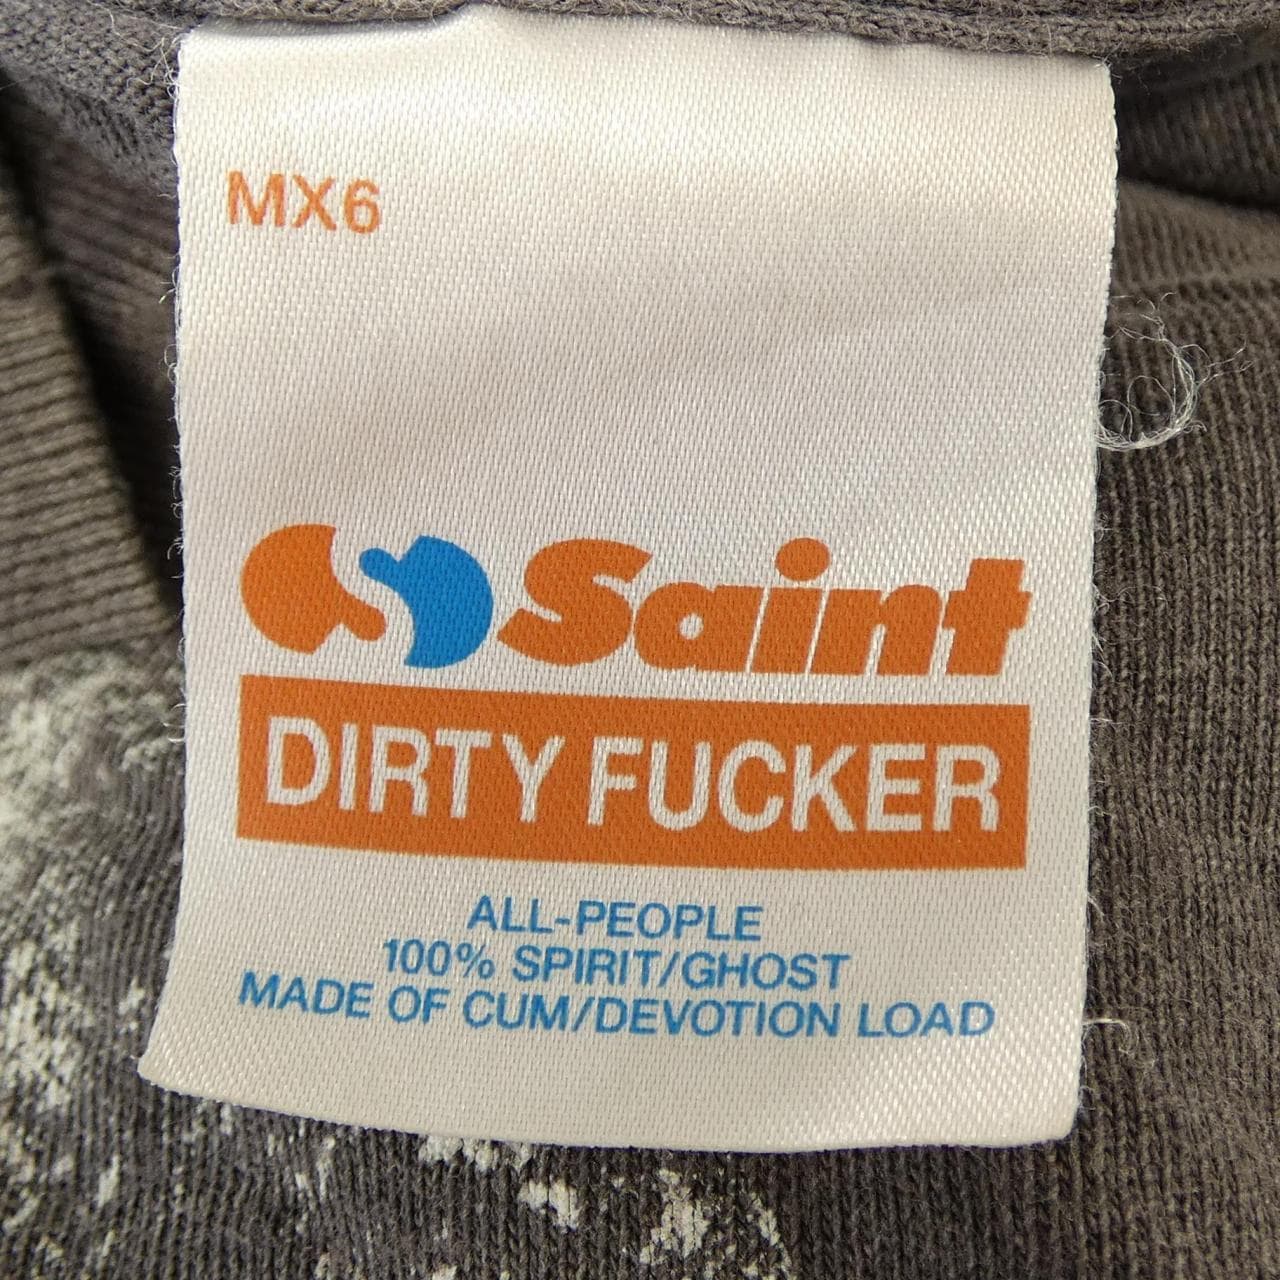 MX6
Saint
DIRTY FUCKER
ALL-PEOPLE
100% SPIRIT/GHOST
MADE OF CUM/DEVOTION LOAD